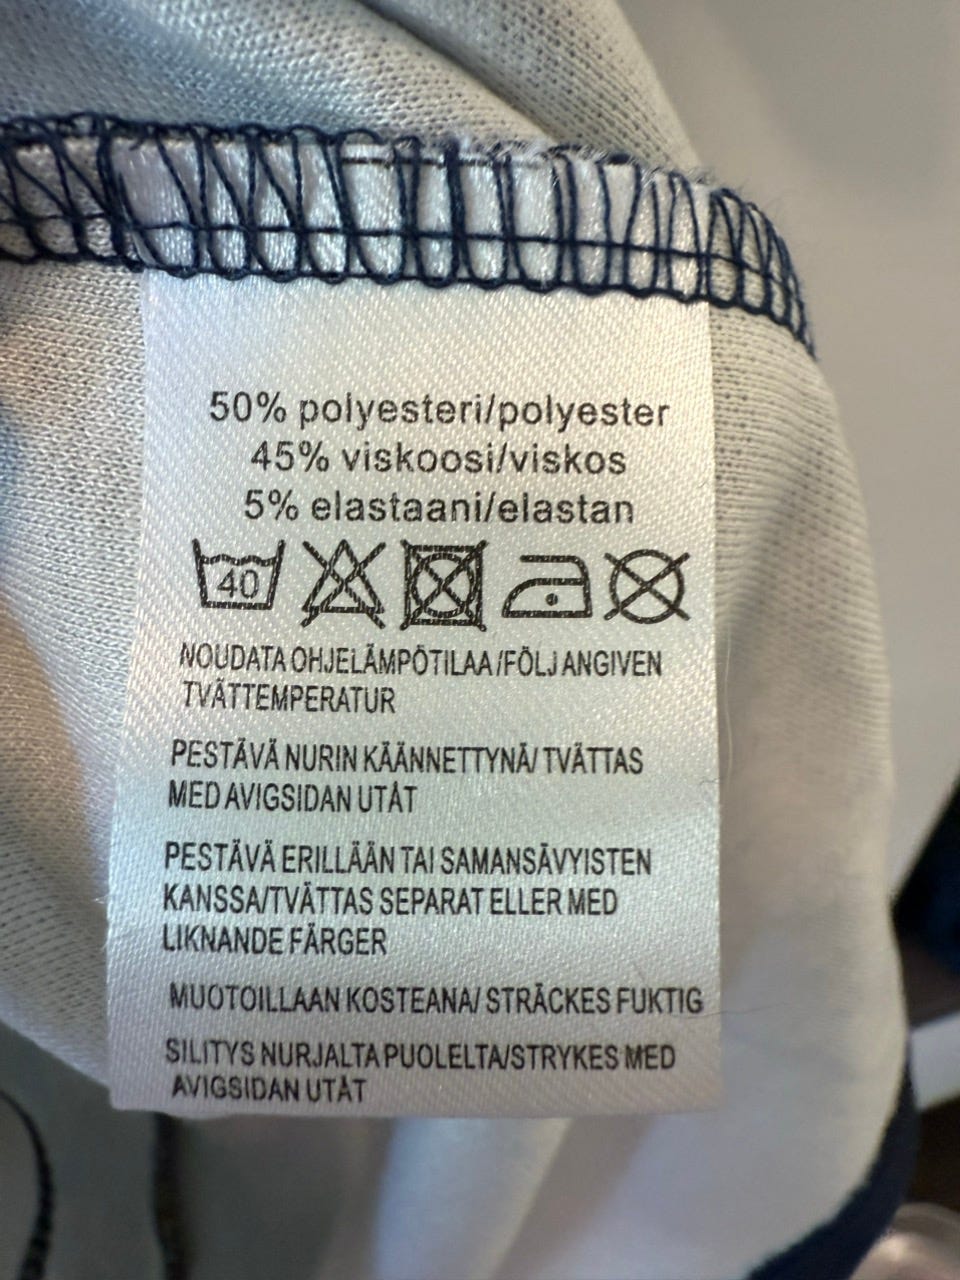 50% polyesteri/polyester
45% viskoosi/viskos
5% elastaani/elastan
40
NOUDATA OHJELÄMPÖTILAA/FÖLJ ANGIVEN
TVÄTTEMPERATUR
PESTÄVÄ NURIN KÄÄNNETTYNÄ/TVÄTTAS
MED AVIGSIDAN UTÅT
PESTÄVÄ ERILLÄÄN TAI SAMANSÄVYISTEN
KANSSA/TVÄTTAS SEPARAT ELLER MED
LIKNANDE FÄRGER
MUOTOILLAAN KOSTEANA/STRÄCKES FUKTIG
SILITYS NURJALTA PUOLELTA/STRYKES MED
AVIGSIDAN UTÅT